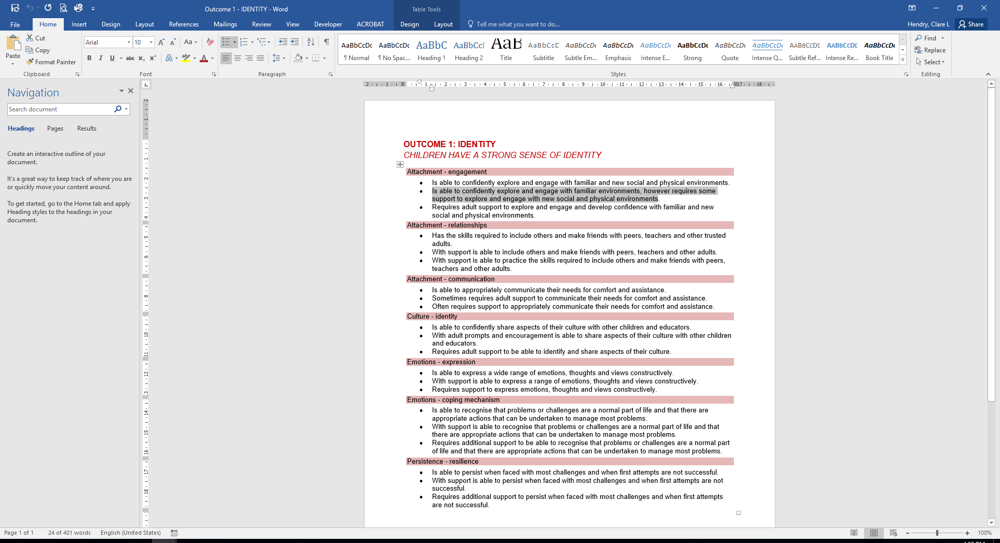 Outcome 1 - IDENTITY - Word
Table Tools
File Home Insert Design Layout References Mailings Review View Developer ACROBAT Design Layout Tell me what you want to do... Hendry, Clare L Share
Paste
Cut
Copy
Format Painter
Clipboard
Arial 10
Font
Paragraph
AaBbCcDc AaBbCcDc AaBbC AaBbCcI AaB AaBbCcD AaBbCcDc AaBbCcDc AaBbCcDc AaBbCcDc AaBbCcDc AaBbCcDc AABBCCDE AABBCCDE AaBbCcDc
¶ Normal ¶ No Spac... Heading 1 Heading 2 Title Subtitle Subtle Em... Emphasis Intense E... Strong Quote Intense Q... Subtle Ref... Intense Re... Book Title
Styles
Find
Replace
Select
Editing
Navigation
Search document
Headings Pages Results
Create an interactive outline of your
document.
It's a great way to keep track of where you are
or quickly move your content around.
To get started, go to the Home tab and apply
Heading styles to the headings in your
document.
2 1 1 2 3 4 5 6 7 8 9 10 11 12 13 14 15 16 17 18
OUTCOME 1: IDENTITY
CHILDREN HAVE A STRONG SENSE OF IDENTITY
Attachment - engagement
• Is able to confidently explore and engage with familiar and new social and physical environments.
• Is able to confidently explore and engage with familiar environments, however requires some
support to explore and engage with new social and physical environments.
• Requires adult support to explore and engage and develop confidence with familiar and new
social and physical environments.
Attachment - relationships
• Has the skills required to include others and make friends with peers, teachers and other trusted
adults.
• With support is able to include others and make friends with peers, teachers and other adults.
• With support is able to practice the skills required to include others and make friends with peers,
teachers and other adults.
Attachment - communication
• Is able to appropriately communicate their needs for comfort and assistance.
• Sometimes requires adult support to communicate their needs for comfort and assistance.
• Often requires support to appropriately communicate their needs for comfort and assistance.
Culture - identity
• Is able to confidently share aspects of their culture with other children and educators.
• With adult prompts and encouragement is able to share aspects of their culture with other children
and educators.
• Requires adult support to be able to identify and share aspects of their culture.
Emotions - expression
• Is able to express a wide range of emotions, thoughts and views constructively.
• With support is able to express a range of emotions, thoughts and views constructively.
• Requires support to express emotions, thoughts and views constructively.
Emotions - coping mechanism
• Is able to recognise that problems or challenges are a normal part of life and that there are
appropriate actions that can be undertaken to manage most problems.
• With support is able to recognise that problems or challenges are a normal part of life and that
there are appropriate actions that can be undertaken to manage most problems.
• Requires additional support to be able to recognise that problems or challenges are a normal part
of life and that there are appropriate actions that can be undertaken to manage most problems.
Persistence - resilience
• Is able to persist when faced with most challenges and when first attempts are not successful.
• With support is able to persist when faced with most challenges and when first attempts are not
successful.
• Requires additional support to persist when faced with most challenges and when first attempts
are not successful.
Page 1 of 1 24 of 401 words English (United States) 100%